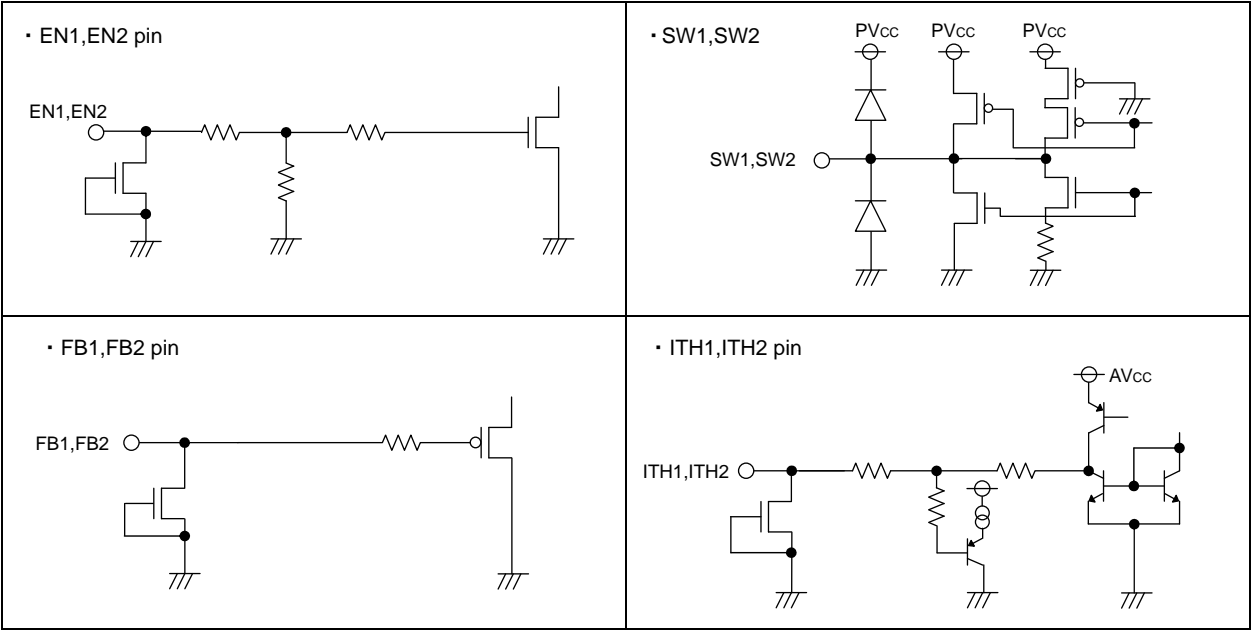 ・EN1,EN2 pin
EN1,EN2
・SW1,SW2
PVcc PVcc PVcc
SW1,SW2
・FB1,FB2 pin
FB1,FB2
・ITH1,ITH2 pin
AVcc
ITH1,ITH2